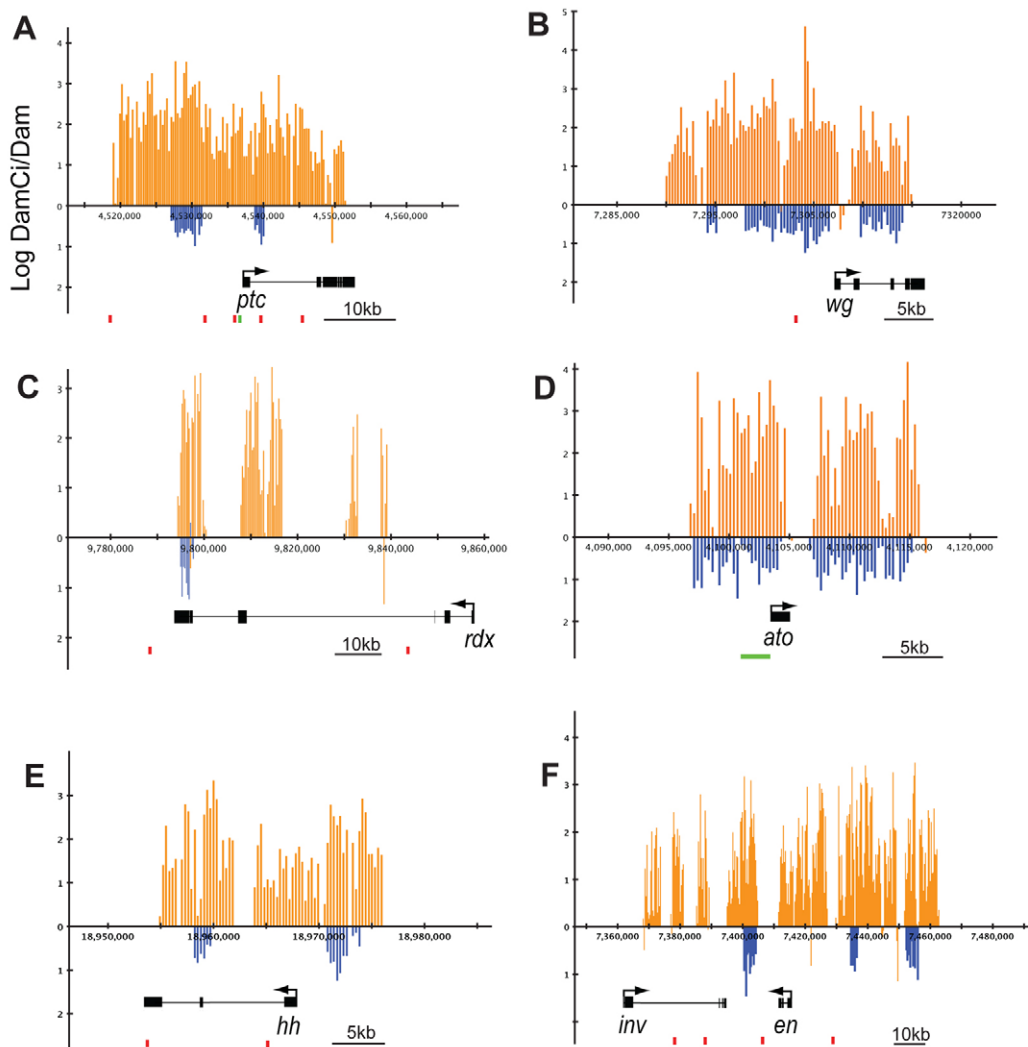 A
B
Log DamCi/Dam
4
3
2
1
0
1
2
4,520,000 4,530,000 4,540,000 4,550,000 4,560,000
ptc
10kb
5
4
3
2
1
0
1
2
7,285,000 7,295,000 7,305,000 7,320,000
wg
5kb
C
D
3
2
1
0
1
2
9,780,000 9,800,000 9,820,000 9,840,000 9,860,000
10kb
rdx
4
3
2
1
0
1
2
4,090,000 4,095,000 4,100,000 4,105,000 4,110,000 4,115,000 4,120,000
ato
5kb
E
F
3
2
1
0
1
18,950,000 18,960,000 18,970,000 18,980,000
hh
5kb
4
3
2
1
0
1
7,360,000 7,380,000 7,400,000 7,420,000 7,440,000 7,460,000 7,480,000
inv
en
10kb